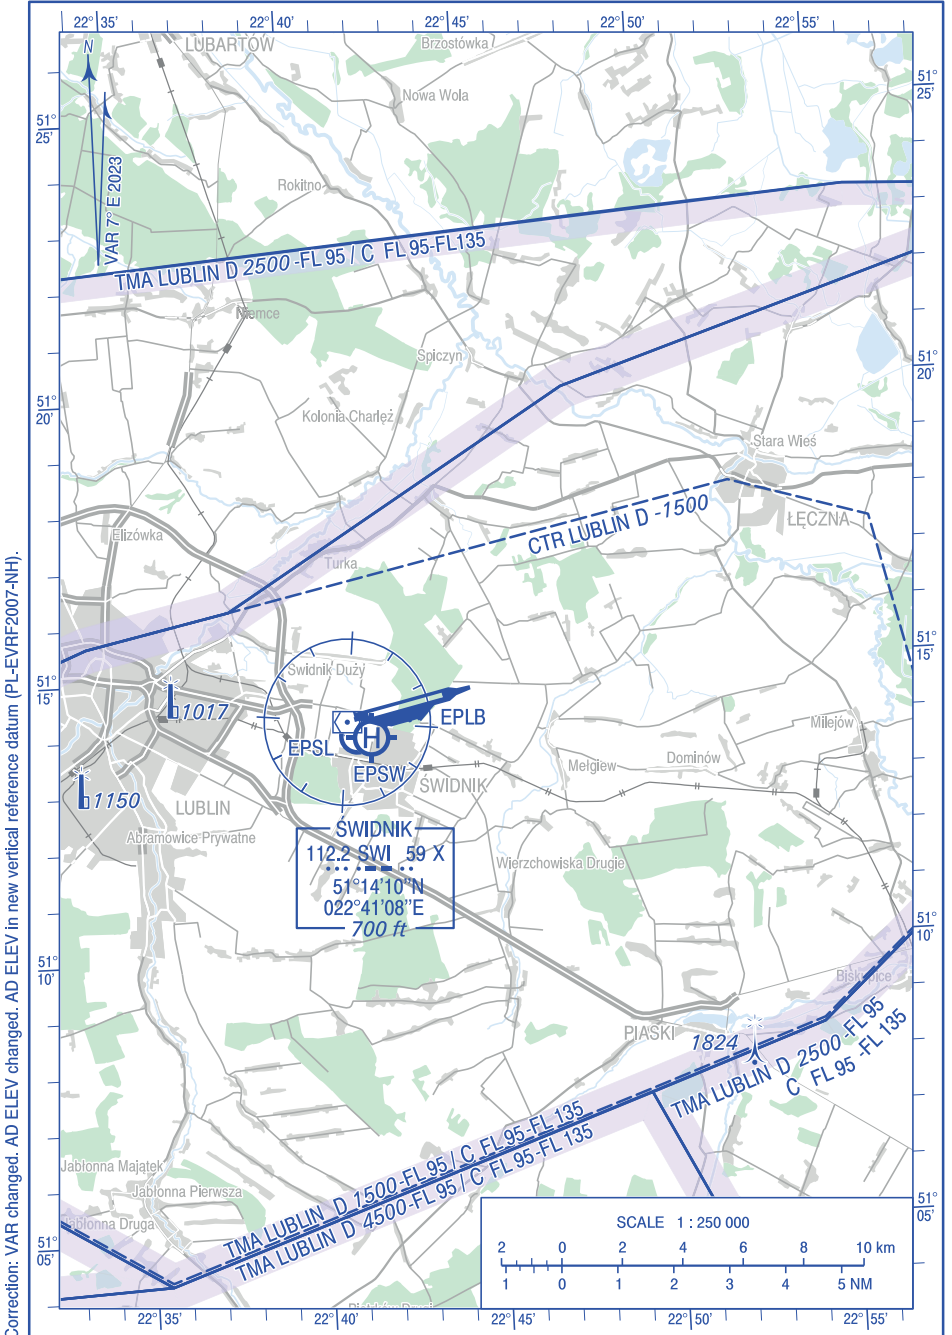 22° 35’
22° 40’
22° 45’
22° 50’
22° 55’
N
LUBARTÓW
Brzostówka
51°
25’
Nowa Wola
51°
25’
VAR 7° E 2023
Rokitno
TMA LUBLIN D 2500 -FL 95 / C FL 95-FL135
Niemce
Spiczyn
51°
20’
51°
20’
Kolonia Charlęż
Stara Wieś
CTR LUBLIN D -1500
ŁĘCZNA
Elizówka
Turka
51°
15’
51°
15’
Świdnik Duży
1017
EPLB
Milejów
EPSL
H
Dominów
Mełgiew
EPSW
ŚWIDNIK
1150
LUBLIN
Abramowice Prywatne
ŚWIDNIK
112.2 SWI 59 X
51°14’10”N
022°41’08”E
700 ft
Wierzchowiska Drugie
51°
10’
51°
10’
Biskupice
PIASKI
1824
TMA LUBLIN D 2500 -FL 95
C FL 95 -FL 135
TMA LUBLIN D 1500-FL 95 / C FL 95-FL 135
TMA LUBLIN D 4500-FL 95 / C FL 95-FL 135
Jabłonna Majątek
Jabłonna Pierwsza
Jabłonna Druga
51°
05’
51°
05’
SCALE 1 : 250 000
2 0 2 4 6 8 10 km
1 0 1 2 3 4 5 NM
22° 35’
22° 40’
22° 45’
22° 50’
22° 55’
Correction: VAR changed. AD ELEV changed. AD ELEV in new vertical reference datum (PL-EVRF2007-NH).